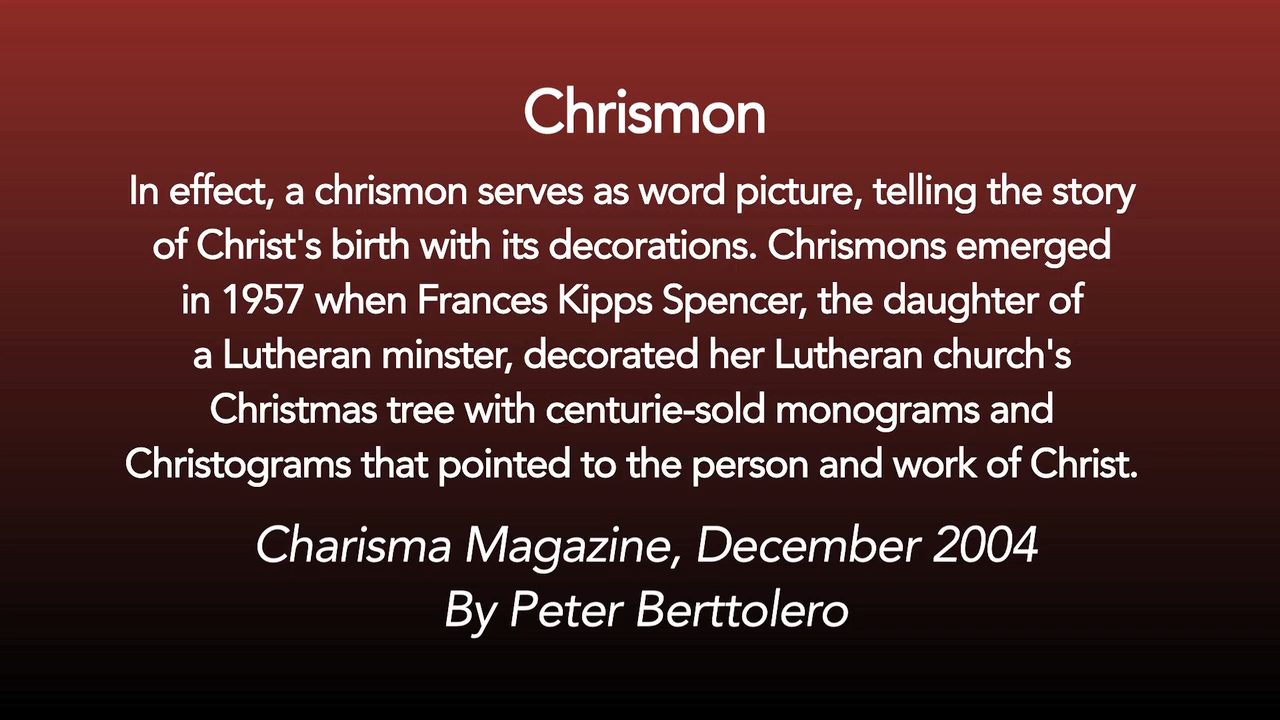 Chrismon
In effect, a chrismon serves as word picture, telling the story
of Christ's birth with its decorations. Chrismons emerged
in 1957 when Frances Kipps Spencer, the daughter of
a Lutheran minster, decorated her Lutheran church's
Christmas tree with centurie-sold monograms and
Christograms that pointed to the person and work of Christ.
Charisma Magazine, December 2004
By Peter Berttolero